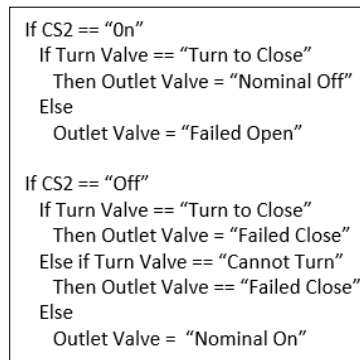 If CS2 == “0n”
If Turn Valve == “Turn to Close”
Then Outlet Valve = “Nominal Off”
Else
Outlet Valve = “Failed Open”
If CS2 == “Off”
If Turn Valve == “Turn to Close”
Then Outlet Valve = “Failed Close”
Else if Turn Valve == “Cannot Turn”
Then Outlet Valve == “Failed Close”
Else
Outlet Valve = “Nominal On”